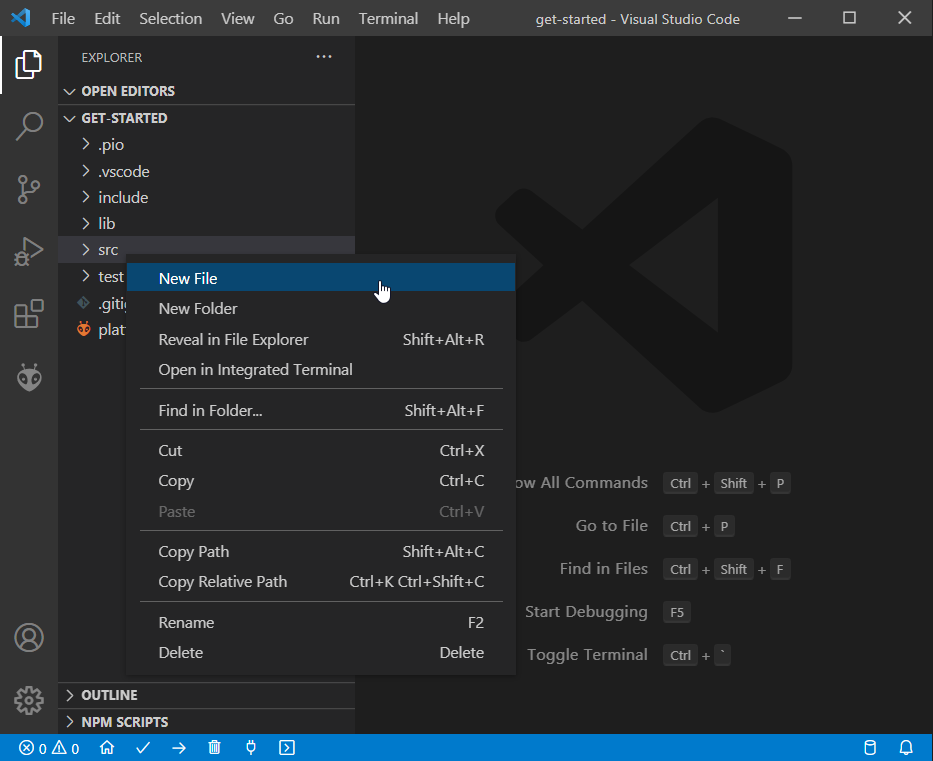 File Edit Selection View Go Run Terminal Help get-started - Visual Studio Code
EXPLORER
OPEN EDITORS
GET-STARTED
.pio
.vscode
include
lib
src
test
.giti
plat
New File
New Folder
Reveal in File Explorer Shift+Alt+R
Open in Integrated Terminal
Find in Folder... Shift+Alt+F
Cut Ctrl+X
Copy Ctrl+C
Paste Ctrl+V
Copy Path Shift+Alt+C
Copy Relative Path Ctrl+K Ctrl+Shift+C
Rename F2
Delete Delete
ow All Commands Ctrl + Shift + P
Go to File Ctrl + P
Find in Files Ctrl + Shift + F
Start Debugging F5
Toggle Terminal Ctrl + `
OUTLINE
NPM SCRIPTS
0 0